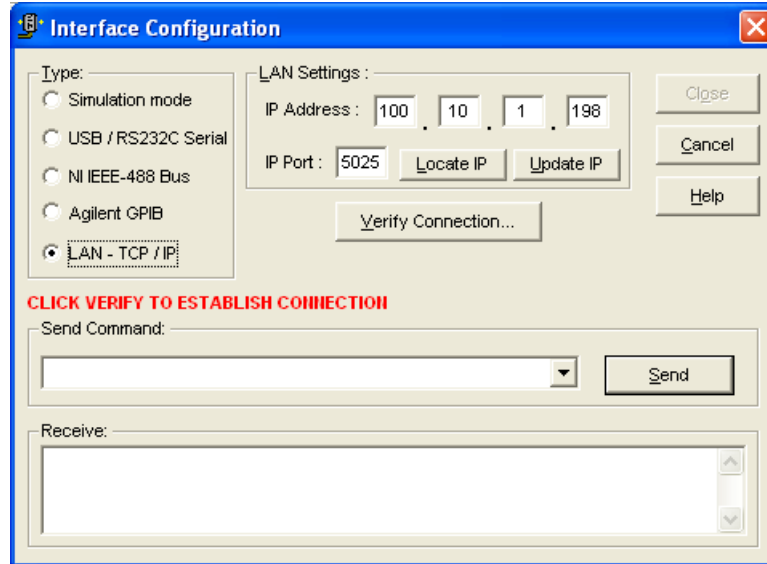 Interface Configuration
Type:
Simulation mode
USB / RS232C Serial
NI IEEE-488 Bus
Agilent GPIB
LAN - TCP / IP
LAN Settings :
IP Address : 100 . 10 . 1 . 198
IP Port : 5025 Locate IP Update IP
Verify Connection...
Close
Cancel
Help
CLICK VERIFY TO ESTABLISH CONNECTION
Send Command:
Send
Receive: